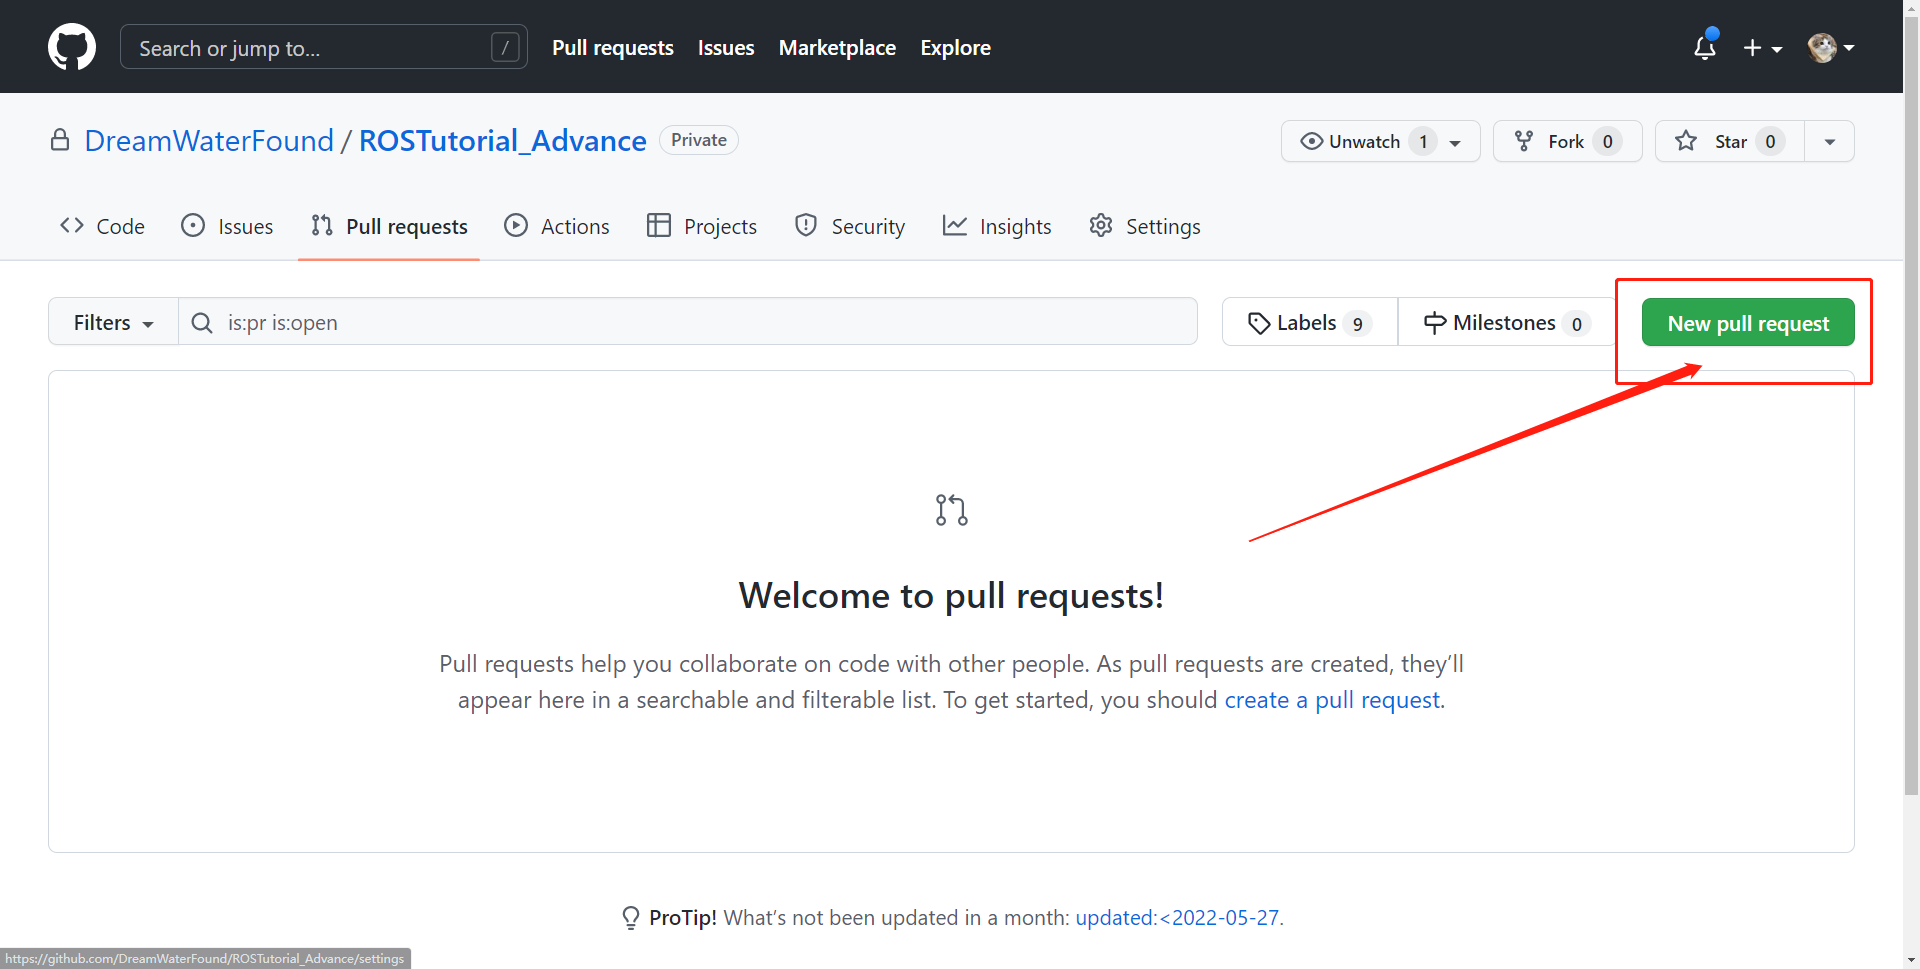 Search or jump to... / Pull requests Issues Marketplace Explore
DreamWaterFound / ROSTutorial_Advance Private Unwatch 1 Fork 0 Star 0
Code Issues Pull requests Actions Projects Security Insights Settings
Filters is:pr is:open Labels 9 Milestones 0 New pull request
Welcome to pull requests!
Pull requests help you collaborate on code with other people. As pull requests are created, they’ll
appear here in a searchable and filterable list. To get started, you should create a pull request.
ProTip! What’s not been updated in a month: updated:<2022-05-27.
https://github.com/DreamWaterFound/ROSTutorial_Advance/settings